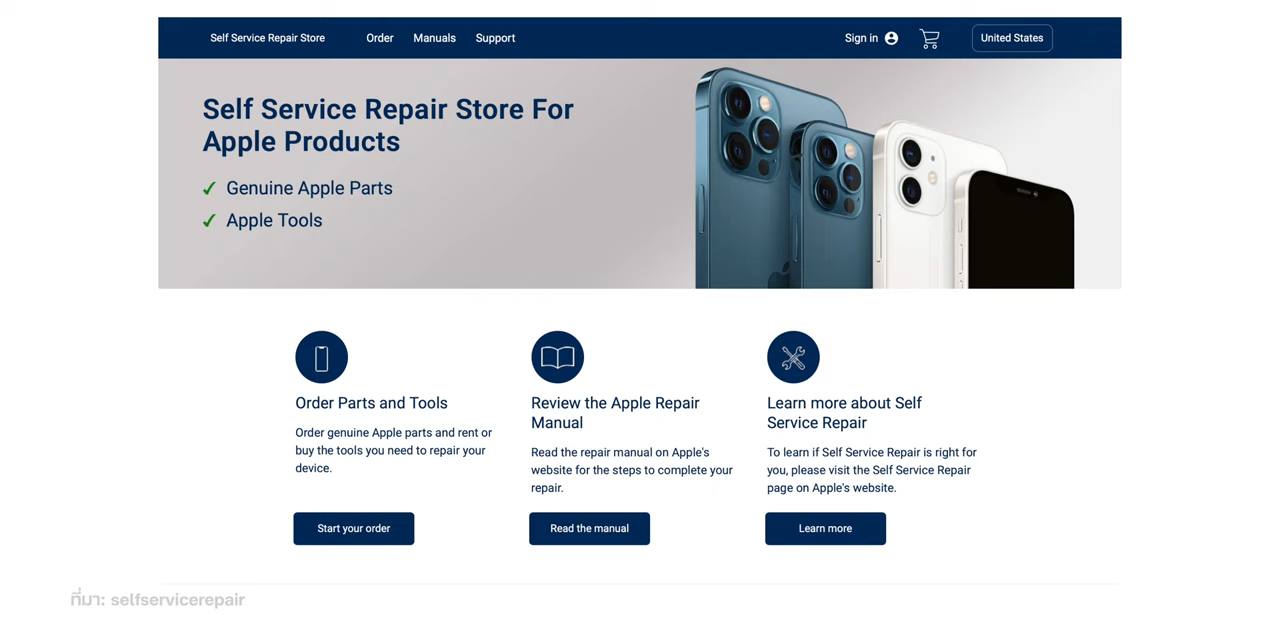 Self Service Repair Store
Order
Manuals
Support
Sign in
United States
Self Service Repair Store For
Apple Products
✓ Genuine Apple Parts
✓ Apple Tools
Order Parts and Tools
Order genuine Apple parts and rent or
buy the tools you need to repair your
device.
Start your order
Review the Apple Repair
Manual
Read the repair manual on Apple's
website for the steps to complete your
repair.
Read the manual
Learn more about Self
Service Repair
To learn if Self Service Repair is right for
you, please visit the Self Service Repair
page on Apple's website.
Learn more
ที่มา: selfservicerepair